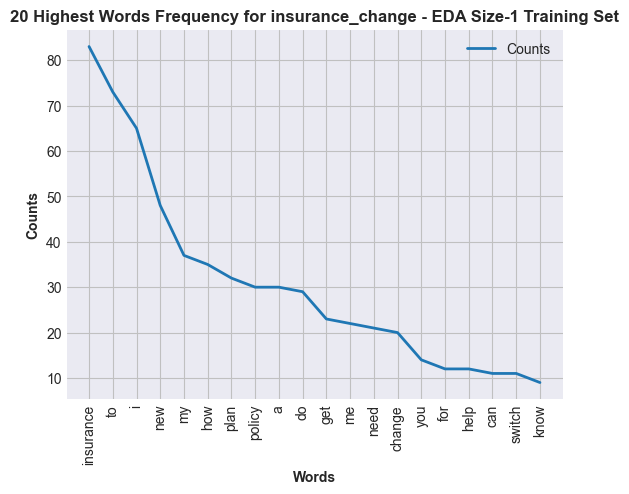 20 Highest Words Frequency for insurance_change - EDA Size-1 Training Set
Counts
80
70
60
50
40
30
20
10
Counts
insurance
to
i
new
my
how
plan
policy
a
do
get
me
need
change
you
for
help
can
switch
know
Words